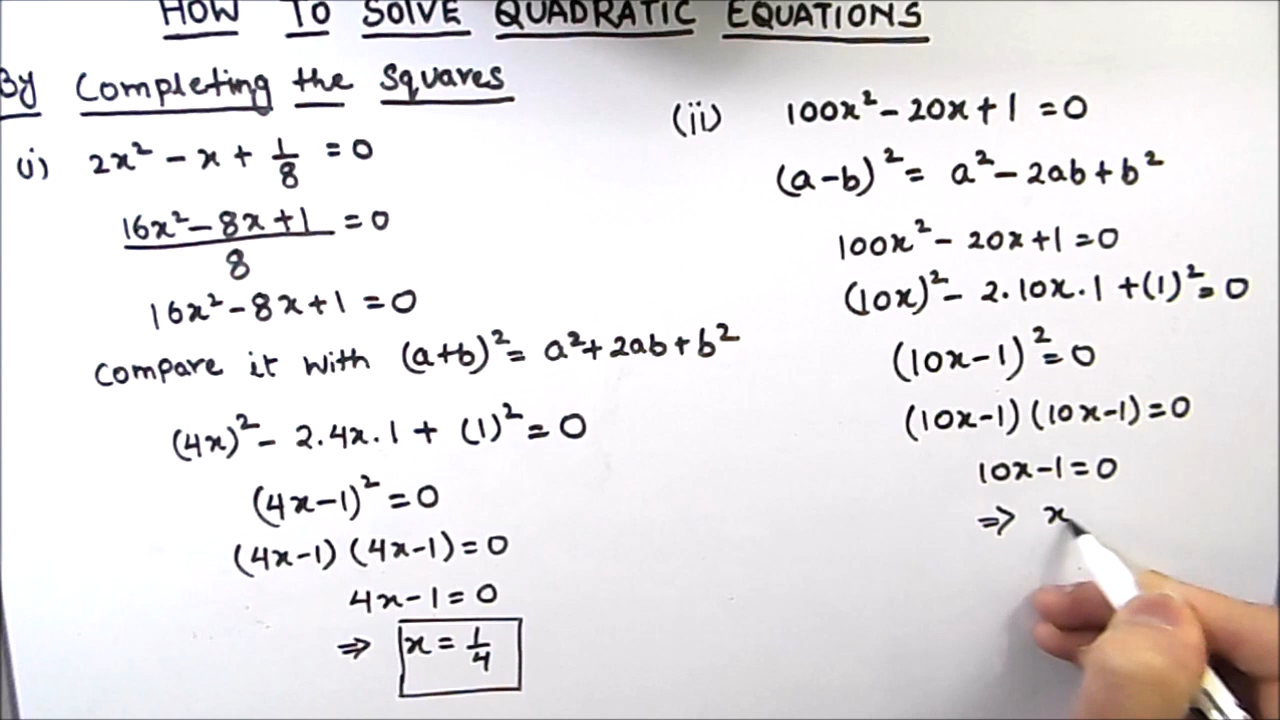 HOW TO SOLVE QUADRATIC EQUATIONS
By Completing the Squares
(i) 2x² - x + 1/8 = 0
16x² - 8x + 1 = 0
8
16x² - 8x + 1 = 0
Compare it with (a+b)² = a² + 2ab + b²
(4x)² - 2.4x.1 + (1)² = 0
(4x-1)² = 0
(4x-1) (4x-1) = 0
4x-1 = 0
⇒ x = 1/4
(ii) 100x² - 20x + 1 = 0
(a-b)² = a² - 2ab + b²
100x² - 20x + 1 = 0
(10x)² - 2.10x.1 + (1)² = 0
(10x-1)² = 0
(10x-1) (10x-1) = 0
10x-1 = 0
⇒ x